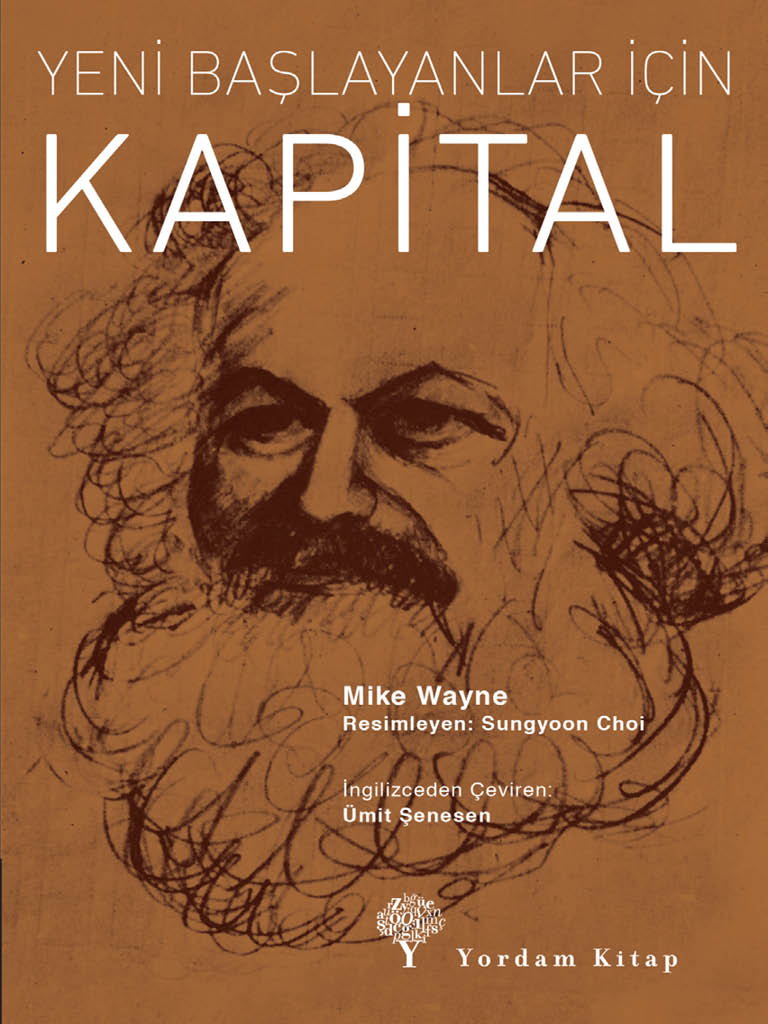 YENİ BAŞLAYANLAR İÇİN
KAPİTAL
Mike Wayne
Resimleyen: Sungyoon Choi
İngilizceden Çeviren:
Ümit Şenesen
Y
Yordam Kitap